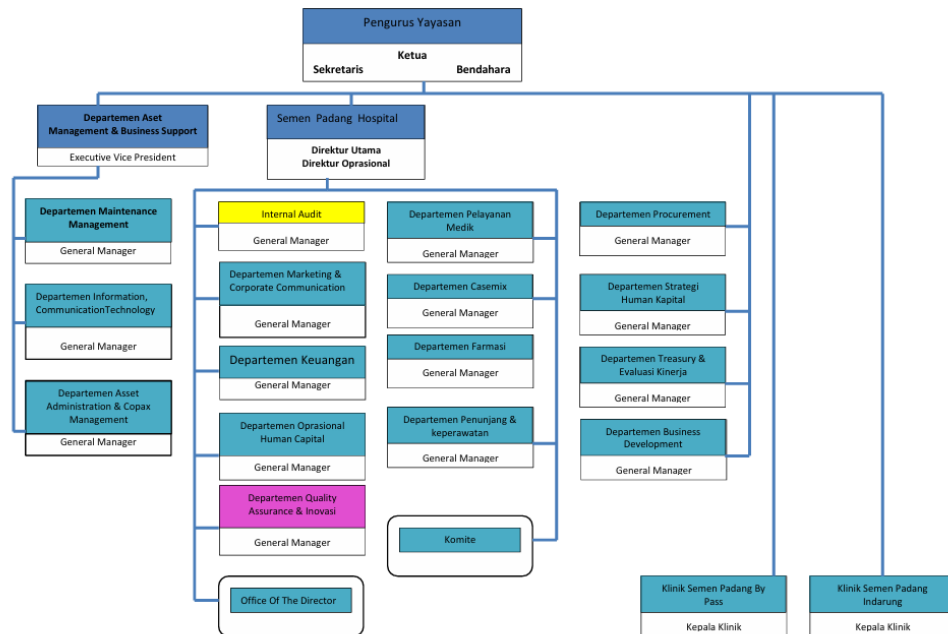 Pengurus Yayasan
Ketua
Sekretaris Bendahara
Departemen Aset
Management & Business Support
Executive Vice President
Semen Padang Hospital
Direktur Utama
Direktur Oprasional
Departemen Maintenance
Management
General Manager
Departemen Information,
CommunicationTechnology
General Manager
Departemen Asset
Administration & Copax
Management
General Manager
Internal Audit
General Manager
Departemen Marketing &
Corporate Communication
General Manager
Departemen Keuangan
General Manager
Departemen Oprasional
Human Capital
General Manager
Departemen Quality
Assurance & Inovasi
General Manager
Office Of The Director
Departemen Pelayanan
Medik
General Manager
Departemen Casemix
General Manager
Departemen Farmasi
General Manager
Departemen Penunjang &
keperawatan
General Manager
Komite
Departemen Procurement
General Manager
Departemen Strategi
Human Kapital
General Manager
Departemen Treasury &
Evaluasi Kinerja
General Manager
Departemen Business
Development
General Manager
Klinik Semen Padang By
Pass
Kepala Klinik
Klinik Semen Padang
Indarung
Kepala Klinik